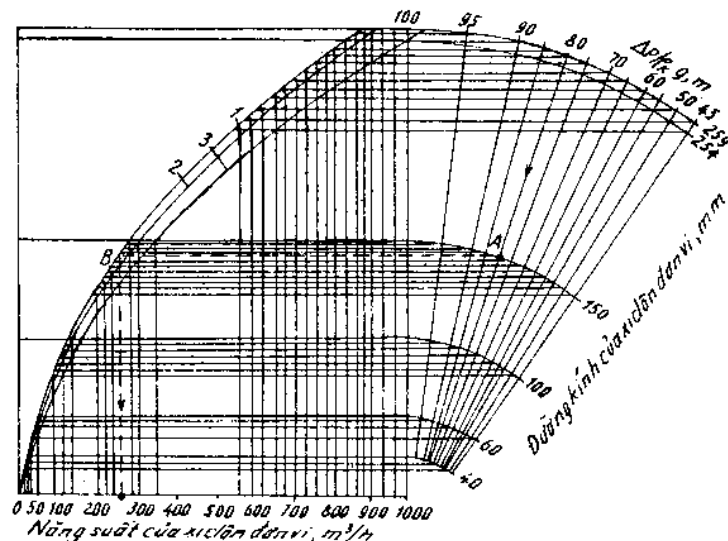 100 95 90 80 70 60 50 45 259 254
Δp/ρₓ g, m
1
3
2
B
A
150
100
60
40
Đường kính của xiclôn đơn vị, mm
0 50 100 200 300 400 500 600 700 800 900 1000
Năng suất của xiclôn đơn vị, m³/h